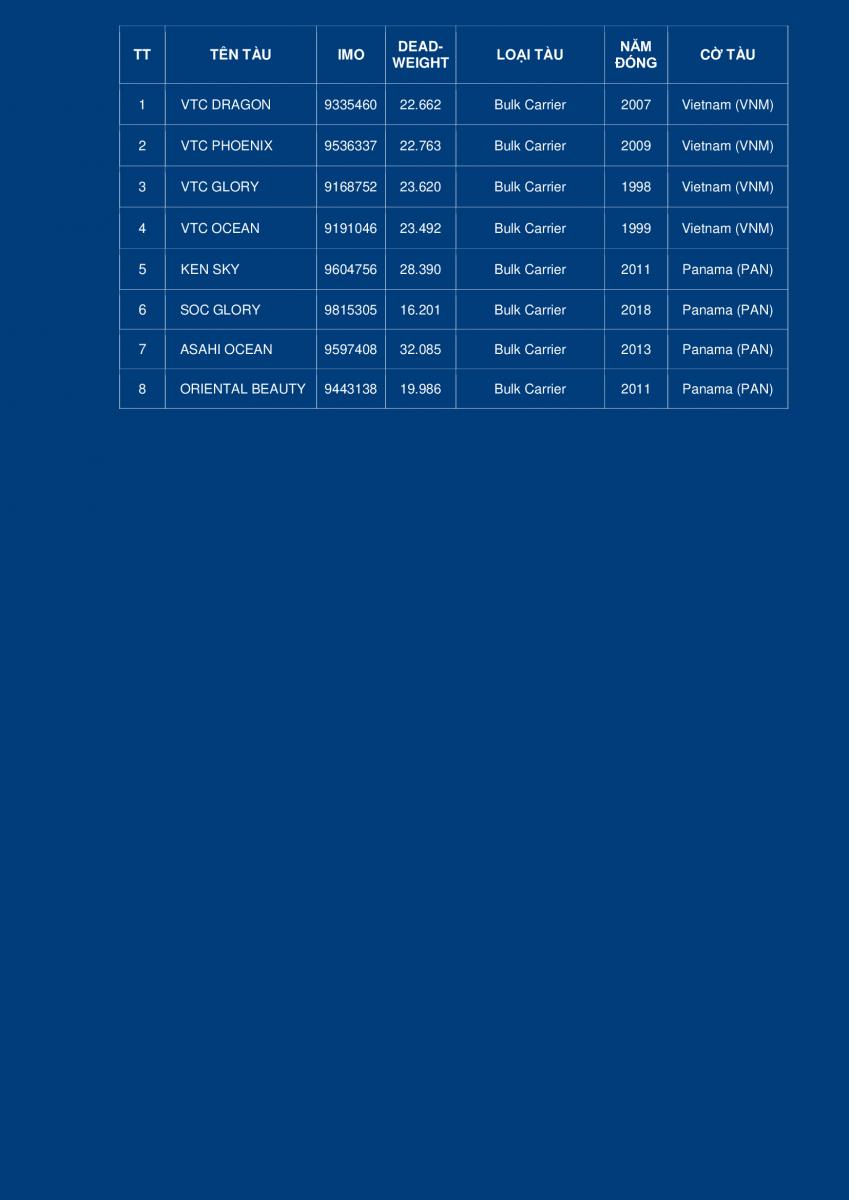 TT TÊN TÀU IMO DEAD-WEIGHT LOẠI TÀU NĂM ĐÓNG CỜ TÀU
1 VTC DRAGON 9335460 22.662 Bulk Carrier 2007 Vietnam (VNM)
2 VTC PHOENIX 9536337 22.763 Bulk Carrier 2009 Vietnam (VNM)
3 VTC GLORY 9168752 23.620 Bulk Carrier 1998 Vietnam (VNM)
4 VTC OCEAN 9191046 23.492 Bulk Carrier 1999 Vietnam (VNM)
5 KEN SKY 9604756 28.390 Bulk Carrier 2011 Panama (PAN)
6 SOC GLORY 9815305 16.201 Bulk Carrier 2018 Panama (PAN)
7 ASAHI OCEAN 9597408 32.085 Bulk Carrier 2013 Panama (PAN)
8 ORIENTAL BEAUTY 9443138 19.986 Bulk Carrier 2011 Panama (PAN)